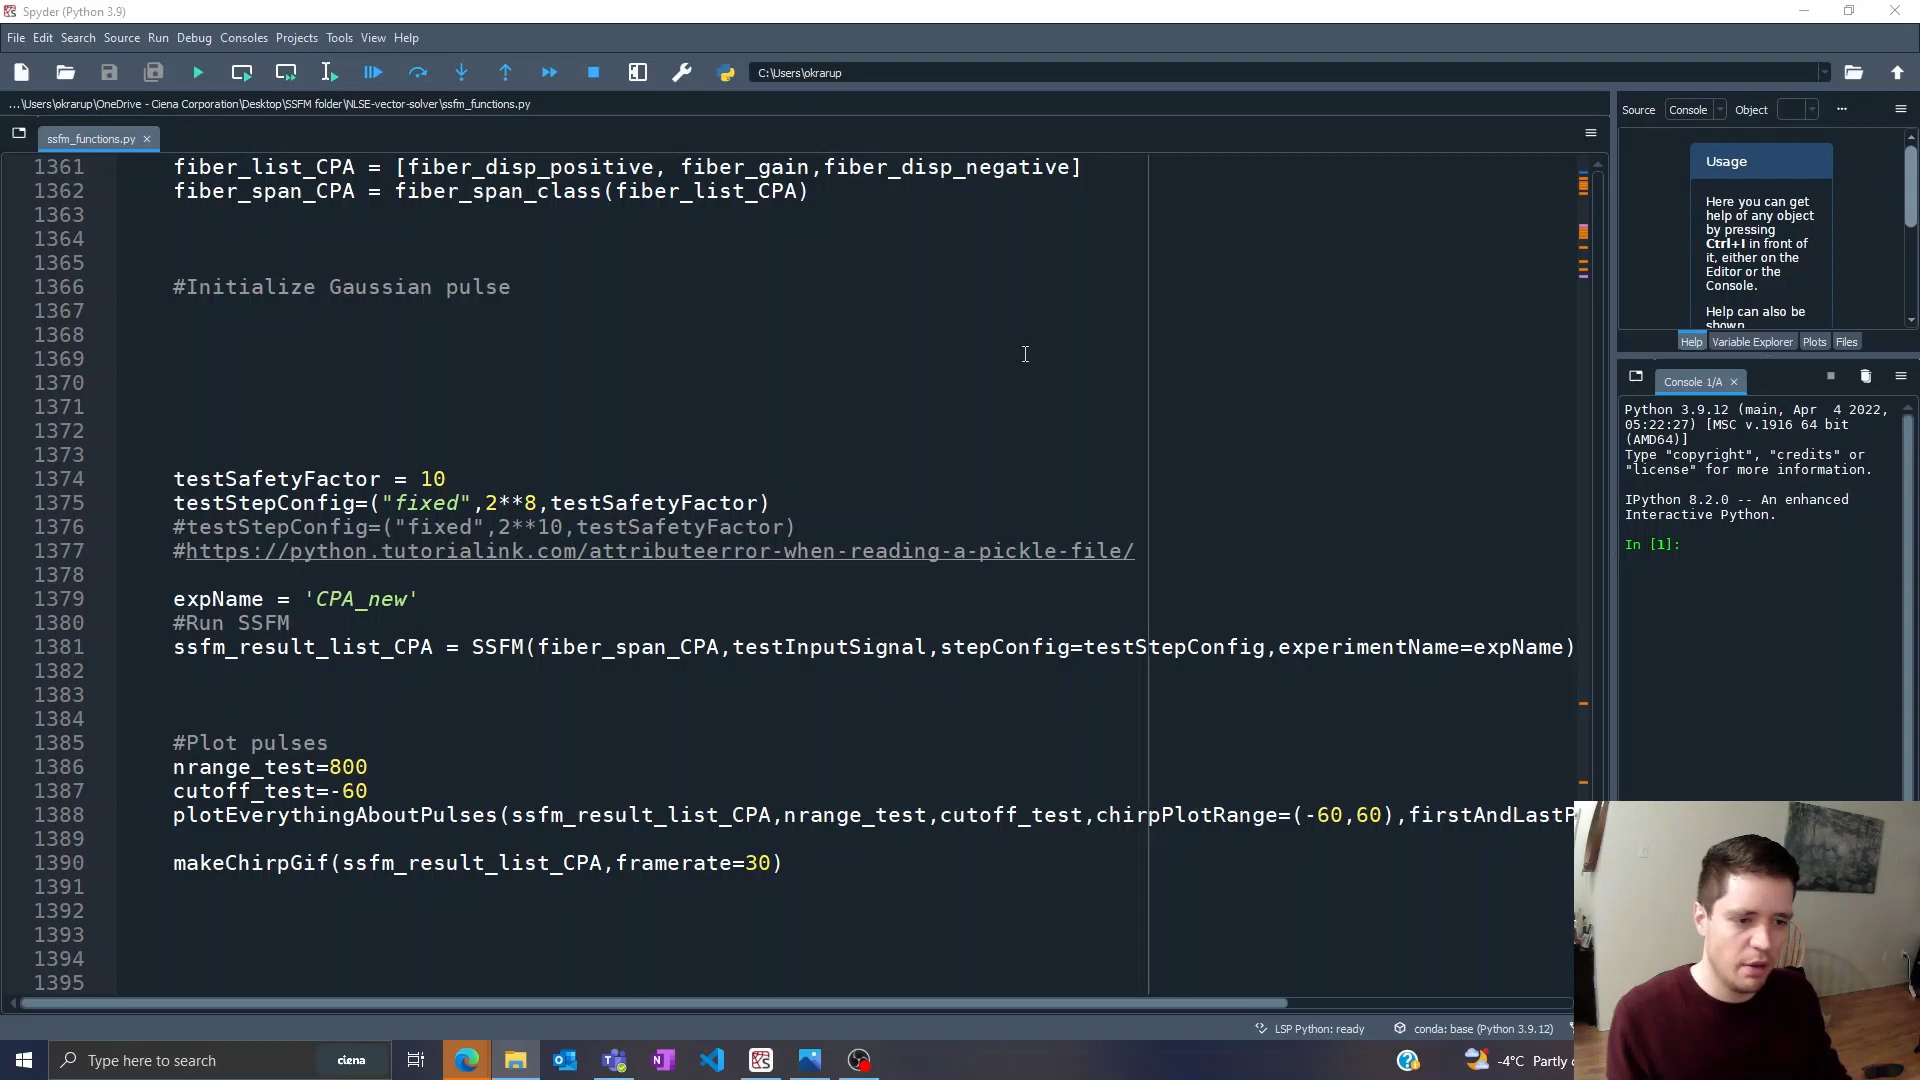 Spyder (Python 3.9)
File Edit Search Source Run Debug Consoles Projects Tools View Help
C:\Users\okrarup
...\Users\okrarup\OneDrive - Ciena Corporation\Desktop\SSFM folder\NLSE-vector-solver\ssfm_functions.py
ssfm_functions.py
1361 fiber_list_CPA = [fiber_disp_positive, fiber_gain,fiber_disp_negative]
1362 fiber_span_CPA = fiber_span_class(fiber_list_CPA)
1363
1364
1365
1366 #Initialize Gaussian pulse
1367
1368
1369
1370
1371
1372
1373
1374 testSafetyFactor = 10
1375 testStepConfig=("fixed",2**8,testSafetyFactor)
1376 #testStepConfig=("fixed",2**10,testSafetyFactor)
1377 #https://python.tutorialink.com/attributeerror-when-reading-a-pickle-file/
1378
1379 expName = 'CPA_new'
1380 #Run SSFM
1381 ssfm_result_list_CPA = SSFM(fiber_span_CPA,testInputSignal,stepConfig=testStepConfig,experimentName=expName)
1382
1383
1384
1385 #Plot pulses
1386 nrange_test=800
1387 cutoff_test=-60
1388 plotEverythingAboutPulses(ssfm_result_list_CPA,nrange_test,cutoff_test,chirpPlotRange=(-60,60),firstAndLastP
1389
1390 makeChirpGif(ssfm_result_list_CPA,framerate=30)
1391
1392
1393
1394
1395
Source Console Object
Usage
Here you can get
help of any object
by pressing
Ctrl+I in front of
it, either on the
Editor or the
Console.
Help can also be
shown
Help Variable Explorer Plots Files
Console 1/A
Python 3.9.12 (main, Apr 4 2022,
05:22:27) [MSC v.1916 64 bit
(AMD64)]
Type "copyright", "credits" or
"license" for more information.
IPython 8.2.0 -- An enhanced
Interactive Python.
In [1]:
LSP Python: ready conda: base (Python 3.9.12)
Type here to search ciena -4°C Partly